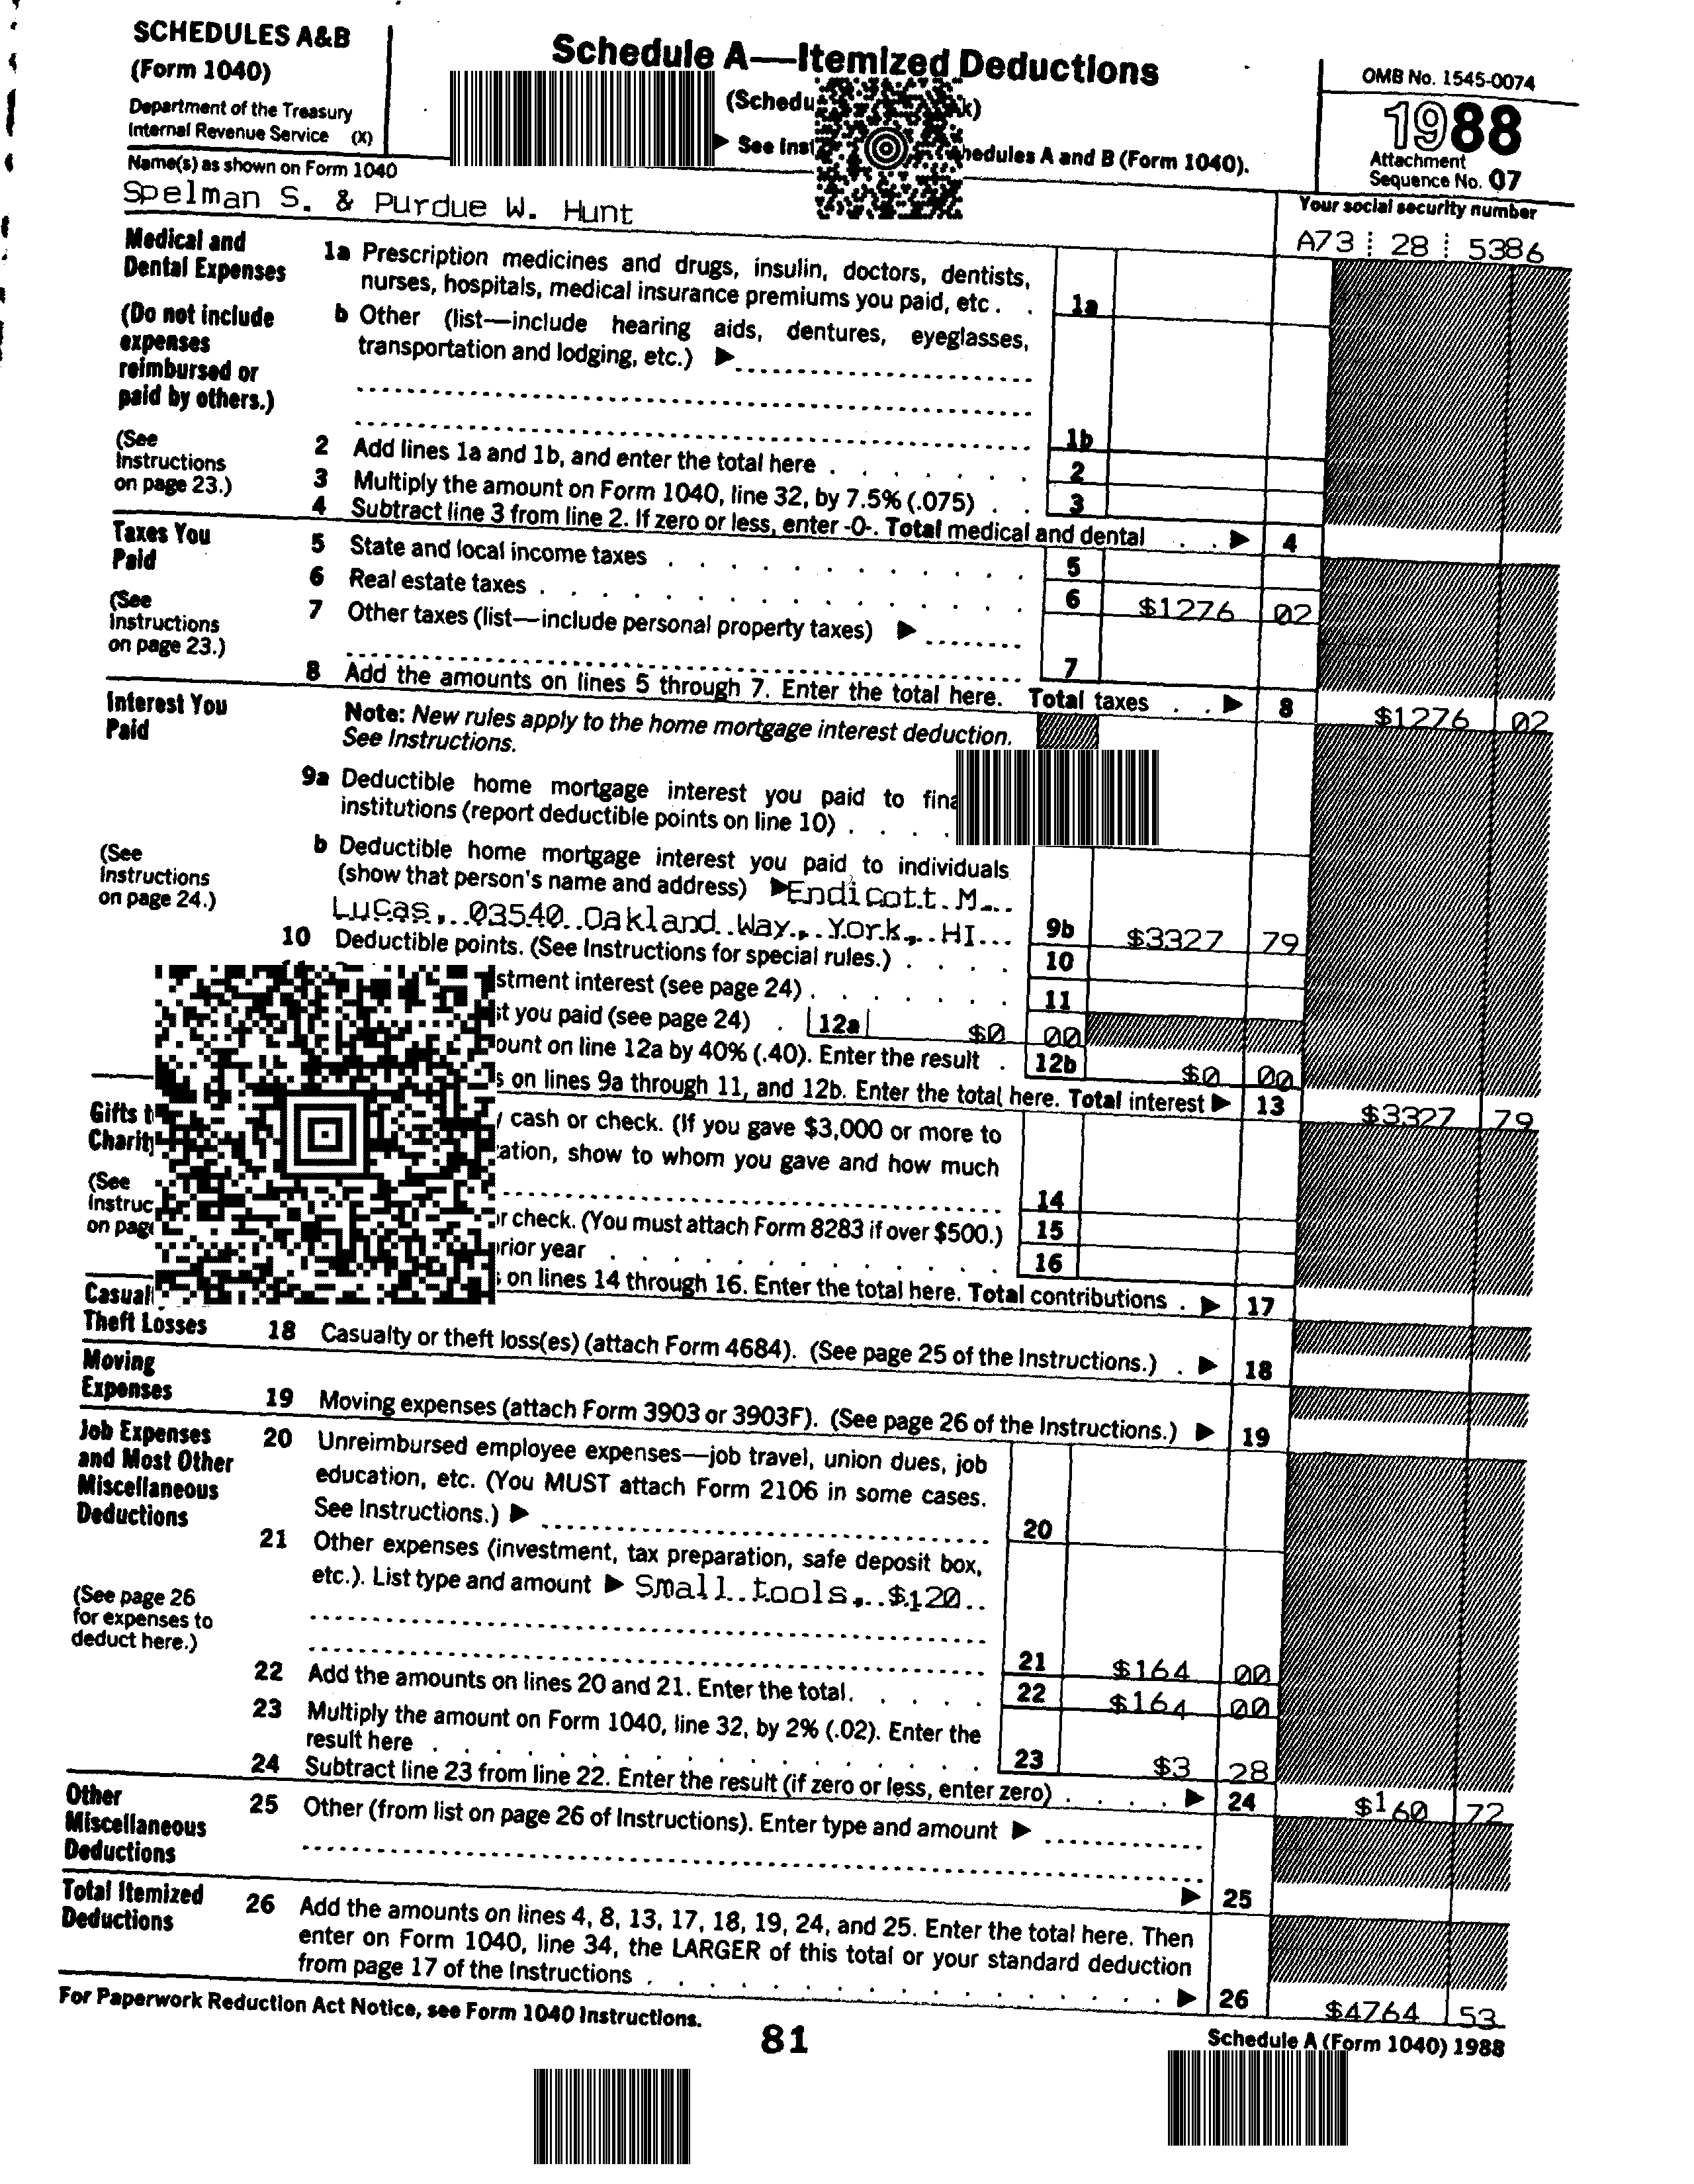 SCHEDULES A&B
(Form 1040)
Department of the Treasury
Internal Revenue Service (X)
Schedule A—Itemized Deductions
See
hedules A and B (Form 1040).
OMB No. 1545-0074
1988
Attachment
Sequence No. 07
Name(s) as shown on Form 1040
Spelman S. & Purdue W. Hunt
Your social security number
A73 28 5386
Medical and
Dental Expenses
(Do not include
expenses
reimbursed or
paid by others.)
(See
Instructions
on page 23.)
1a Prescription medicines and drugs, insulin, doctors, dentists,
nurses, hospitals, medical insurance premiums you paid, etc . . 1a
b Other (list—include hearing aids, dentures, eyeglasses,
transportation and lodging, etc.) ▶
1b
2 Add lines 1a and 1b, and enter the total here . . . . . . . 2
3 Multiply the amount on Form 1040, line 32, by 7.5% (.075) . . 3
4 Subtract line 3 from line 2. If zero or less, enter -0-. Total medical and dental . . ▶ 4
Taxes You
Paid
(See
Instructions
on page 23.)
5 State and local income taxes . . . . . . . . . . . . 5
6 Real estate taxes . . . . . . . . . . . . . . . . 6 $1276 02
7 Other taxes (list—include personal property taxes) ▶
7
8 Add the amounts on lines 5 through 7. Enter the total here. Total taxes . . ▶ 8 $1276 02
Interest You
Paid
(See
Instructions
on page 24.)
Note: New rules apply to the home mortgage interest deduction.
See Instructions.
9a Deductible home mortgage interest you paid to
institutions (report deductible points on line 10) . . . .
b Deductible home mortgage interest you paid to individuals
(show that person's name and address) ▶Endicott M.
Lucas, 03540 Oakland Way, York, HI 9b $3327 79
10 Deductible points. (See Instructions for special rules.) . . . . 10
interest (see page 24) . . . . . . . 11
you paid (see page 24) . 12a $0 00
on line 12a by 40% (.40). Enter the result . 12b $0 00
on lines 9a through 11, and 12b. Enter the total here. Total interest ▶ 13 $3327 79
Gifts
Charity
(See
on
cash or check. (If you gave $3,000 or more to
show to whom you gave and how much
14
or check. (You must attach Form 8283 if over $500.) 15
prior year . . . . . . . . . . . . 16
on lines 14 through 16. Enter the total here. Total contributions . ▶ 17
Theft Losses
18 Casualty or theft loss(es) (attach Form 4684). (See page 25 of the Instructions.) . ▶ 18
Moving
Expenses
19 Moving expenses (attach Form 3903 or 3903F). (See page 26 of the Instructions.) ▶ 19
Job Expenses
and Most Other
Miscellaneous
Deductions
(See page 26
for expenses to
deduct here.)
20 Unreimbursed employee expenses—job travel, union dues, job
education, etc. (You MUST attach Form 2106 in some cases.
See Instructions.) ▶
20
21 Other expenses (investment, tax preparation, safe deposit box,
etc.). List type and amount ▶ Small tools, $120
21 $164 00
22 Add the amounts on lines 20 and 21. Enter the total. . . . . . 22 $164 00
23 Multiply the amount on Form 1040, line 32, by 2% (.02). Enter the
result here . . . . . . . . . . . . . . . . . 23 $3 28
24 Subtract line 23 from line 22. Enter the result (if zero or less, enter zero) . . . . ▶ 24 $160 72
Other
Miscellaneous
Deductions
25 Other (from list on page 26 of Instructions). Enter type and amount ▶
▶ 25
Total Itemized
Deductions
26 Add the amounts on lines 4, 8, 13, 17, 18, 19, 24, and 25. Enter the total here. Then
enter on Form 1040, line 34, the LARGER of this total or your standard deduction
from page 17 of the Instructions . . . . . . . . . . . . . . . . ▶ 26 $4764 53
For Paperwork Reduction Act Notice, see Form 1040 Instructions.
81
Schedule A (Form 1040) 1988